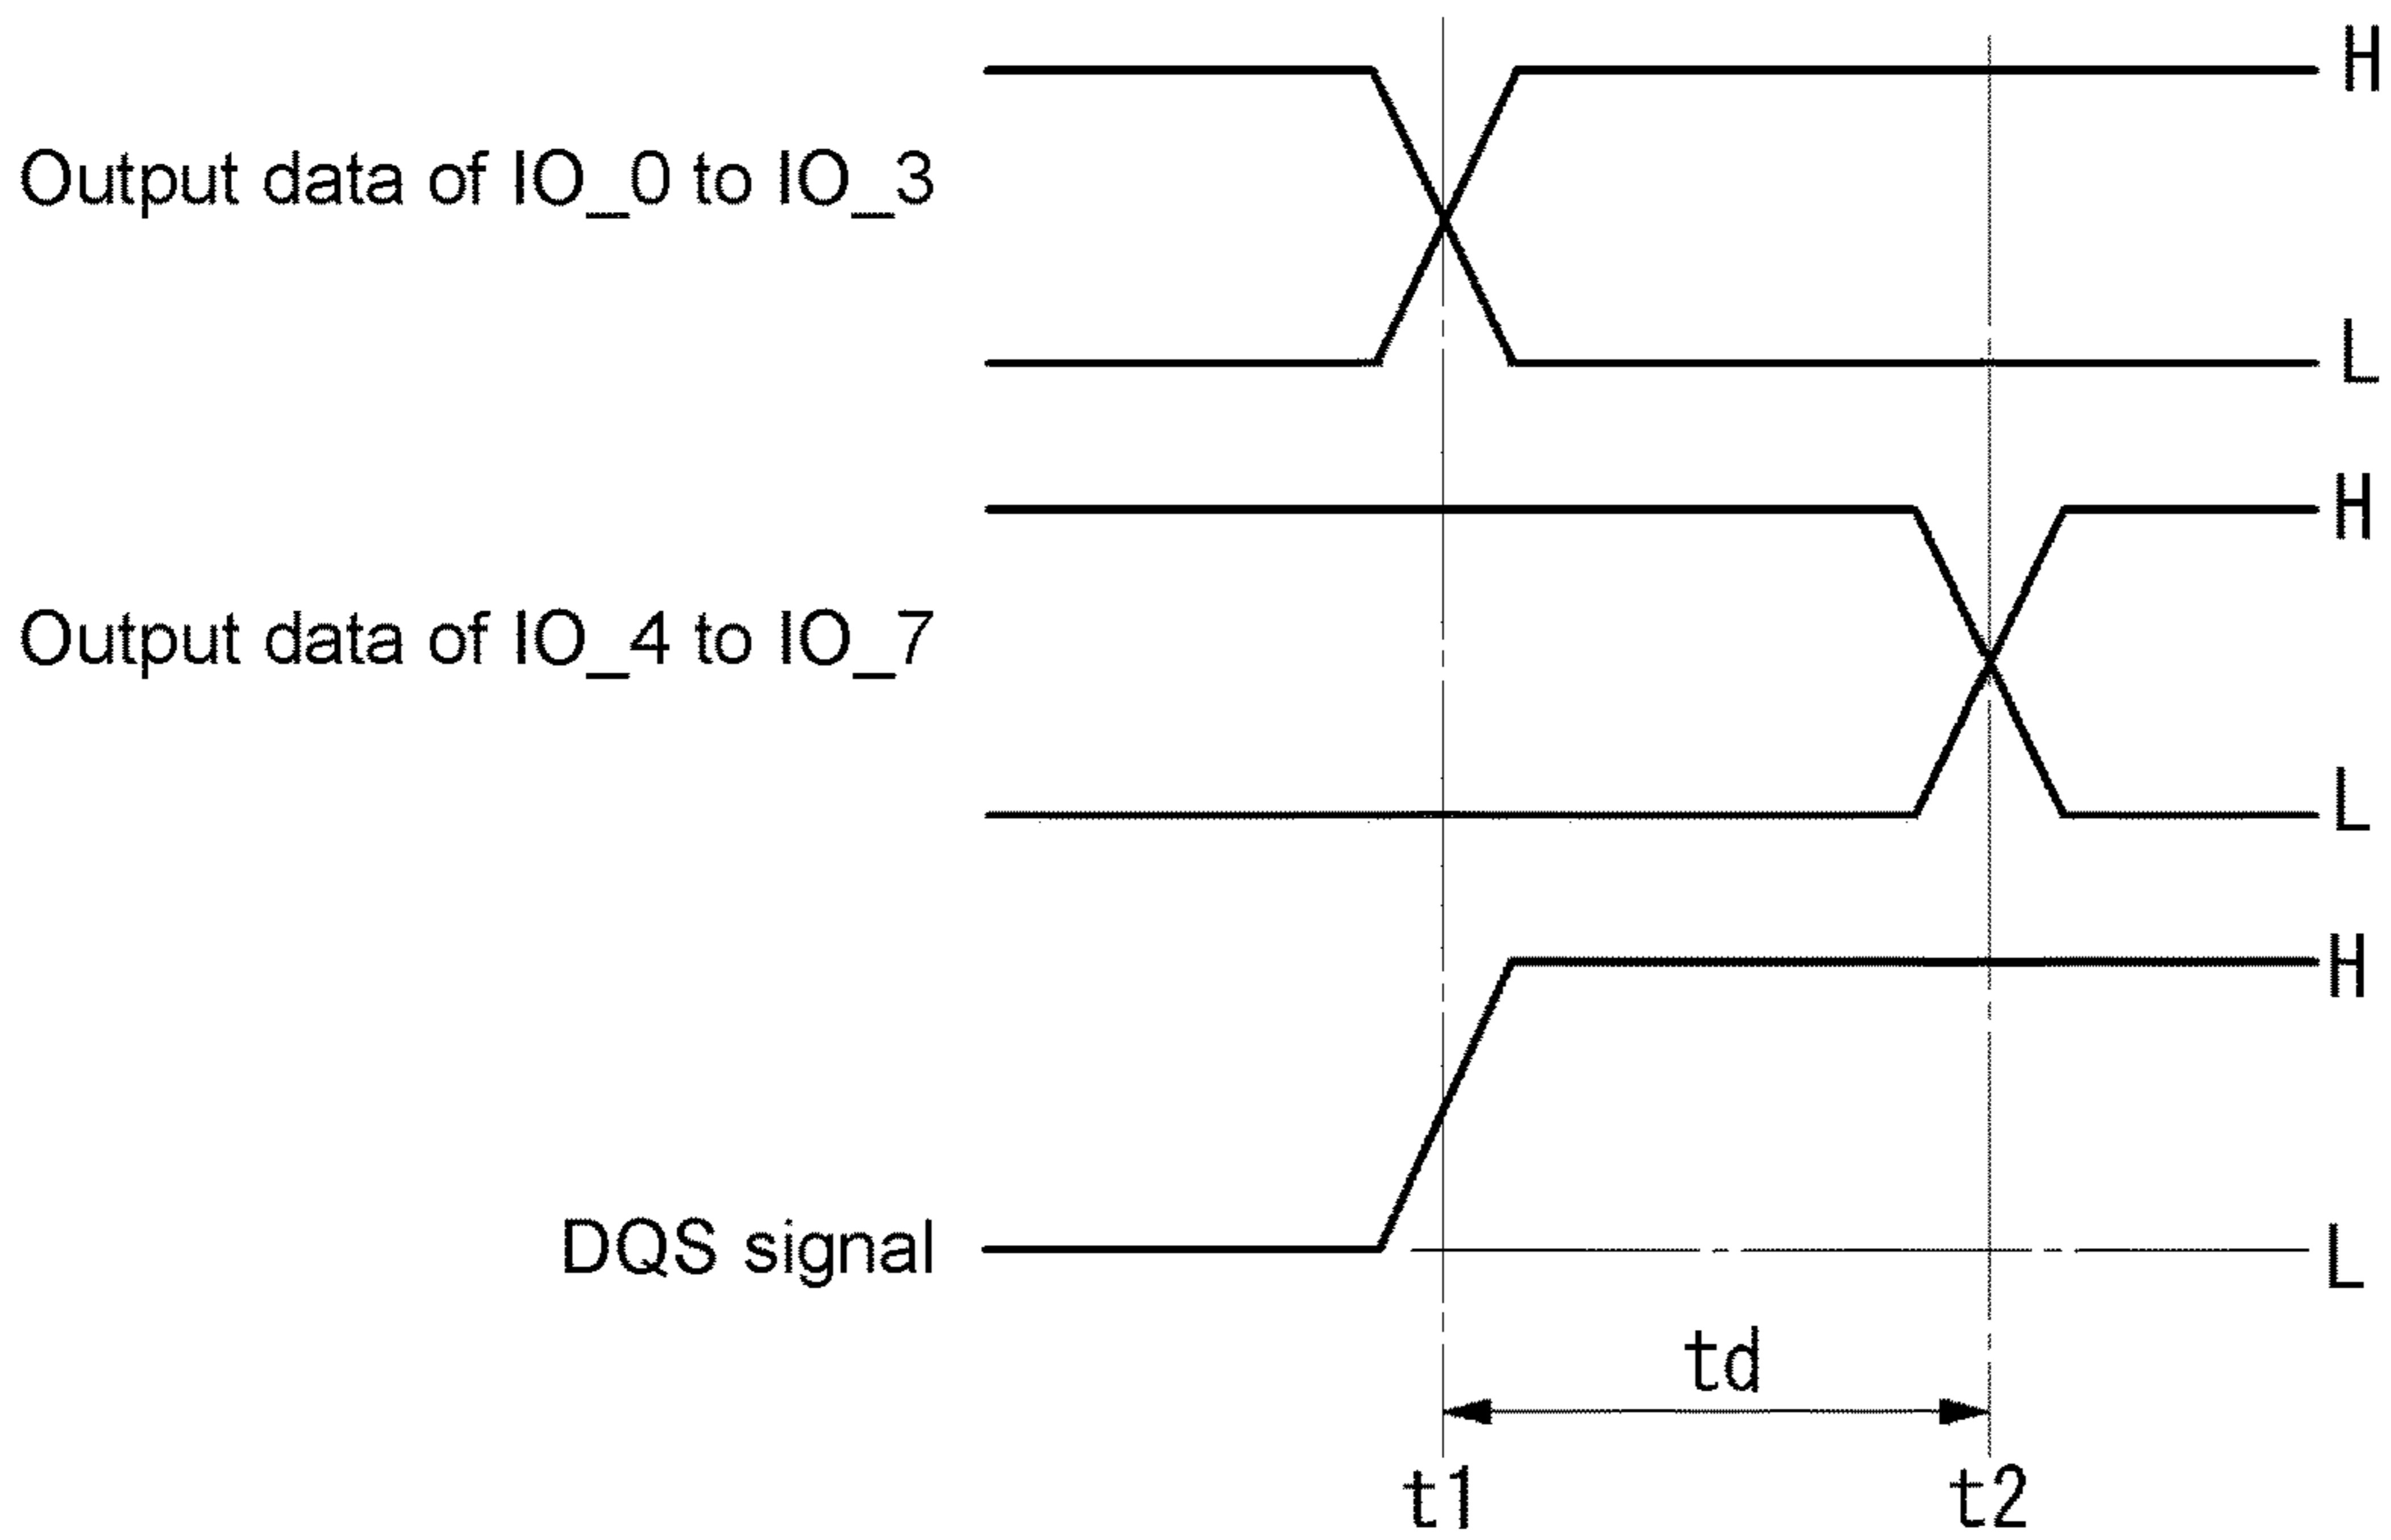 H
Output data of IO_0 to IO_3
L
H
Output data of IO_4 to IO_7
L
H
DQS signal
L
td
t1
t2